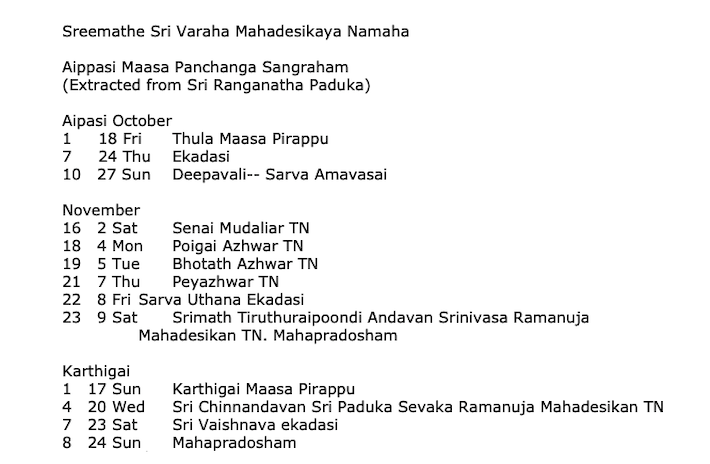 Sreemathe Sri Varaha Mahadesikaya Namaha
Aippasi Maasa Panchanga Sangraham
(Extracted from Sri Ranganatha Paduka)
Aipasi October
1 18 Fri Thula Maasa Pirappu
7 24 Thu Ekadasi
10 27 Sun Deepavali-- Sarva Amavasai
November
16 2 Sat Senai Mudaliar TN
18 4 Mon Poigai Azhwar TN
19 5 Tue Bhotath Azhwar TN
21 7 Thu Peyazhwar TN
22 8 Fri Sarva Uthana Ekadasi
23 9 Sat Srimath Tiruthuraipoondi Andavan Srinivasa Ramanuja
Mahadesikan TN. Mahapradosham
Karthigai
1 17 Sun Karthigai Maasa Pirappu
4 20 Wed Sri Chinnandavan Sri Paduka Sevaka Ramanuja Mahadesikan TN
7 23 Sat Sri Vaishnava ekadasi
8 24 Sun Mahapradosham